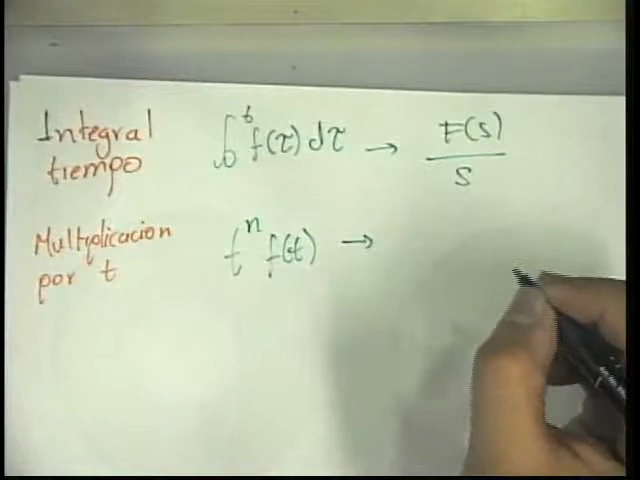 Integral ∫₀ᵗ f(τ) dτ → F(s)/s
tiempo
Multiplicacion tⁿ f(t) →
por t